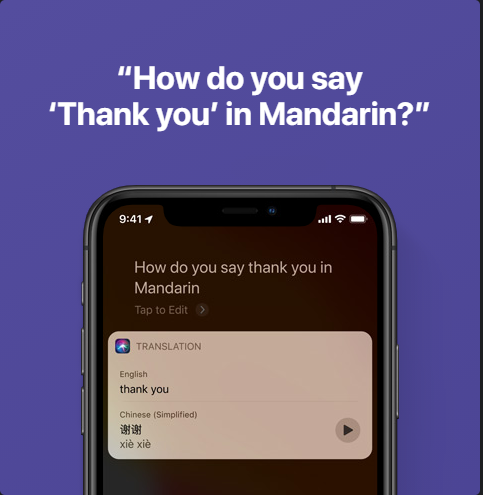 “How do you say
‘Thank you’ in Mandarin?”
9:41
How do you say thank you in
Mandarin
Tap to Edit
TRANSLATION
English
thank you
Chinese (Simplified)
谢谢
xiè xiè